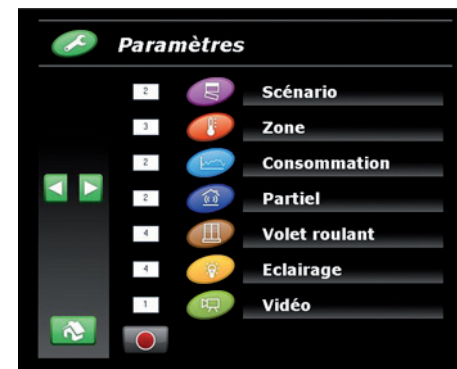 Paramètres
2 Scénario
3 Zone
2 Consommation
2 Partiel
4 Volet roulant
4 Eclairage
1 Vidéo